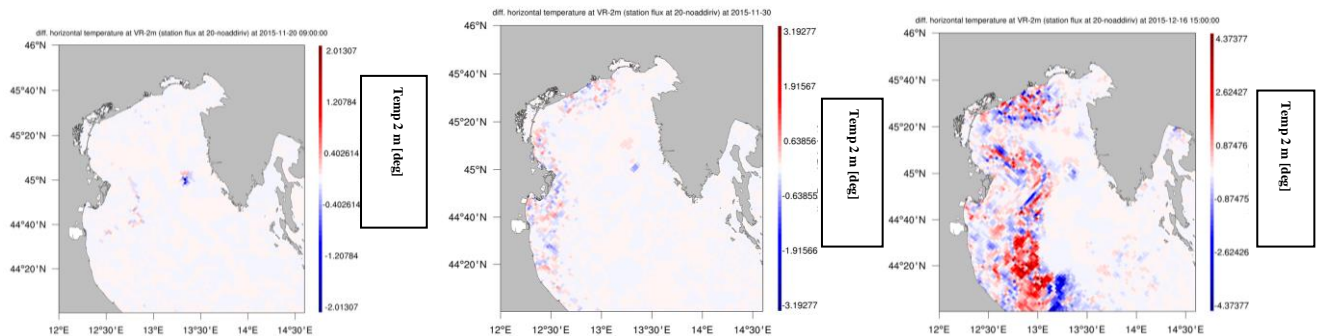 diff. horizontal temperature at VR-2m (station flux at 20-noaddiriv) at 2015-11-20 09:00:00
46°N
45°40'N
45°20'N
45°N
44°40'N
44°20'N
12°E 12°30'E 13°E 13°30'E 14°E 14°30'E
2.01307
1.20784
0.402614
-0.402614
-1.20784
-2.01307
Temp 2 m [deg]
diff. horizontal temperature at VR-2m (station flux at 20-noaddiriv) at 2015-11-30
46°N
45°40'N
45°20'N
45°N
44°40'N
44°20'N
12°E 12°30'E 13°E 13°30'E 14°E 14°30'E
3.19277
1.91567
0.63856
-0.63855
-1.91566
-3.19277
Temp 2 m [deg]
diff. horizontal temperature at VR-2m (station flux at 20-noaddiriv) at 2015-12-16 15:00:00
46°N
45°40'N
45°20'N
45°N
44°40'N
44°20'N
12°E 12°30'E 13°E 13°30'E 14°E 14°30'E
4.37377
2.62427
0.87476
-0.87475
-2.62426
-4.37377
Temp 2 m [deg]